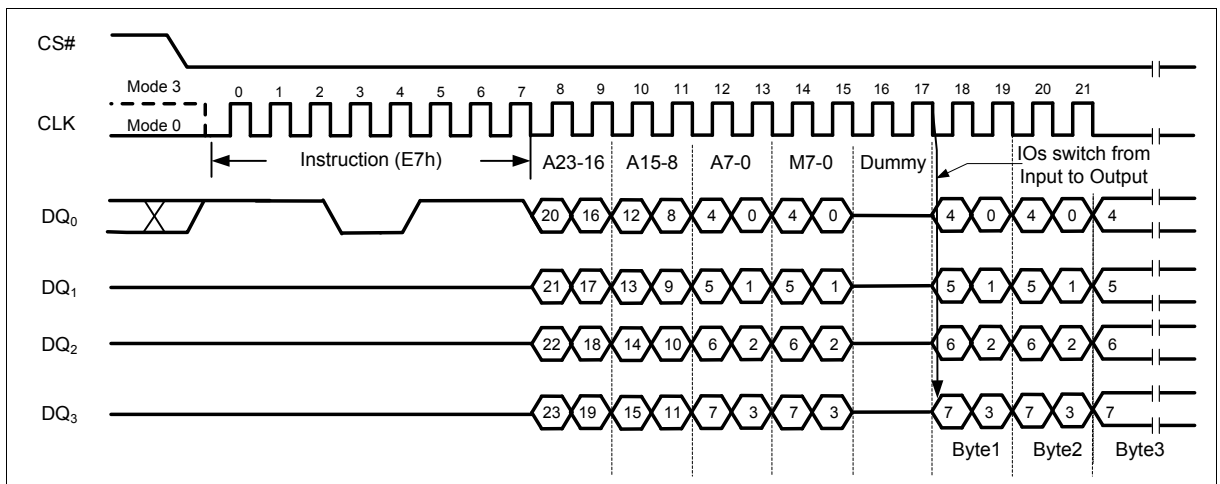 CS#
Mode 3
0 1 2 3 4 5 6 7 8 9 10 11 12 13 14 15 16 17 18 19 20 21
CLK
Mode 0
Instruction (E7h)
A23-16 A15-8 A7-0 M7-0 Dummy
IOs switch from
Input to Output
DQ0 20 16 12 8 4 0 4 0 4 0 4 0 4
DQ1 21 17 13 9 5 1 5 1 5 1 5 1 5
DQ2 22 18 14 10 6 2 6 2 6 2 6 2 6
DQ3 23 19 15 11 7 3 7 3 7 3 7 3 7
Byte1 Byte2 Byte3